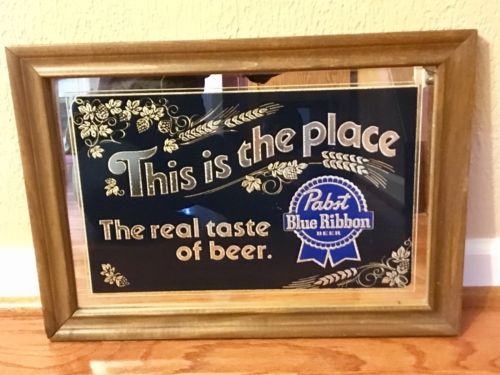 This is the place
The real taste
of beer.
Pabst
Blue Ribbon
BEER